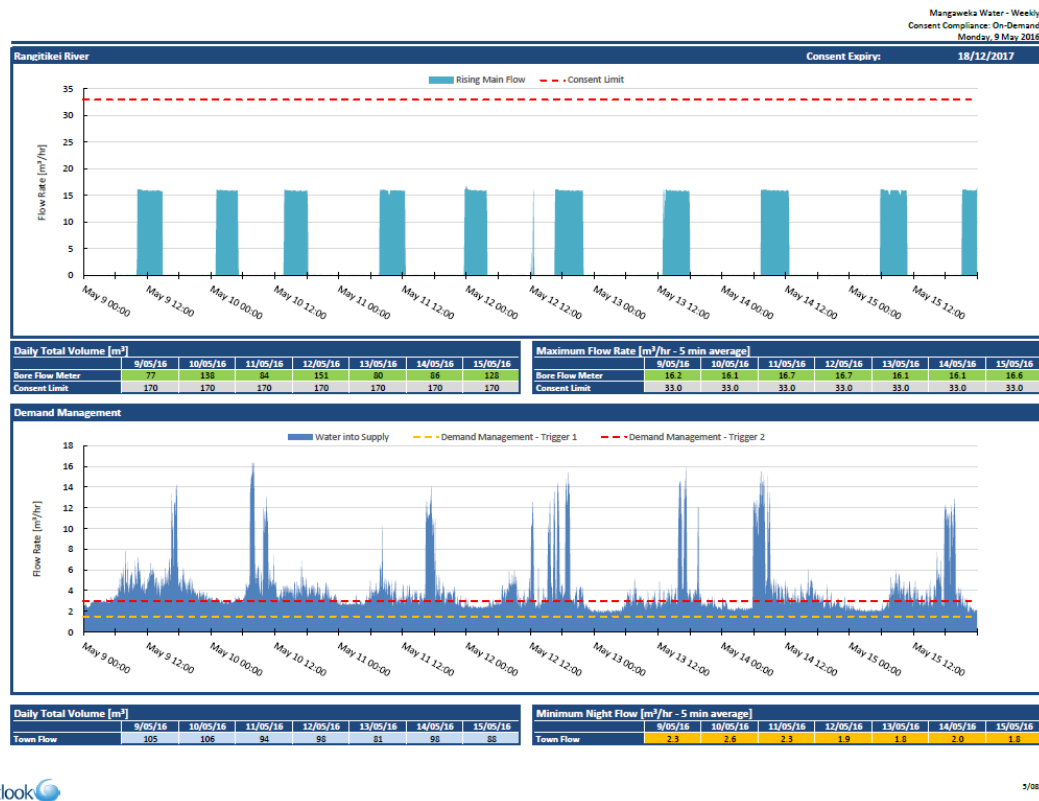 Mangaweka Water - Weekly
Consent Compliance: On-Demand
Monday, 9 May 2016
Rangitikei River Consent Expiry: 18/12/2017
Rising Main Flow Consent Limit
35
30
25
20
15
10
5
0
Flow Rate [m³/hr]
May 9 00:00 May 9 12:00 May 10 00:00 May 10 12:00 May 11 00:00 May 11 12:00 May 12 00:00 May 12 12:00 May 13 00:00 May 13 12:00 May 14 00:00 May 14 12:00 May 15 00:00 May 15 12:00
Daily Total Volume [m³]
9/05/16 10/05/16 11/05/16 12/05/16 13/05/16 14/05/16 15/05/16
Bore Flow Meter 77 138 84 151 80 86 128
Consent Limit 170 170 170 170 170 170 170
Maximum Flow Rate [m³/hr - 5 min average]
9/05/16 10/05/16 11/05/16 12/05/16 13/05/16 14/05/16 15/05/16
Bore Flow Meter 16.2 16.1 16.7 16.7 16.1 16.1 16.6
Consent Limit 33.0 33.0 33.0 33.0 33.0 33.0 33.0
Demand Management
Water into Supply Demand Management - Trigger 1 Demand Management - Trigger 2
18
16
14
12
10
8
6
4
2
0
Flow Rate [m³/hr]
May 9 00:00 May 9 12:00 May 10 00:00 May 10 12:00 May 11 00:00 May 11 12:00 May 12 00:00 May 12 12:00 May 13 00:00 May 13 12:00 May 14 00:00 May 14 12:00 May 15 00:00 May 15 12:00
Daily Total Volume [m³]
9/05/16 10/05/16 11/05/16 12/05/16 13/05/16 14/05/16 15/05/16
Town Flow 105 106 94 98 81 98 88
Minimum Night Flow [m³/hr - 5 min average]
9/05/16 10/05/16 11/05/16 12/05/16 13/05/16 14/05/16 15/05/16
Town Flow 2.3 2.6 2.3 1.9 1.8 2.0 1.8
look
5/08